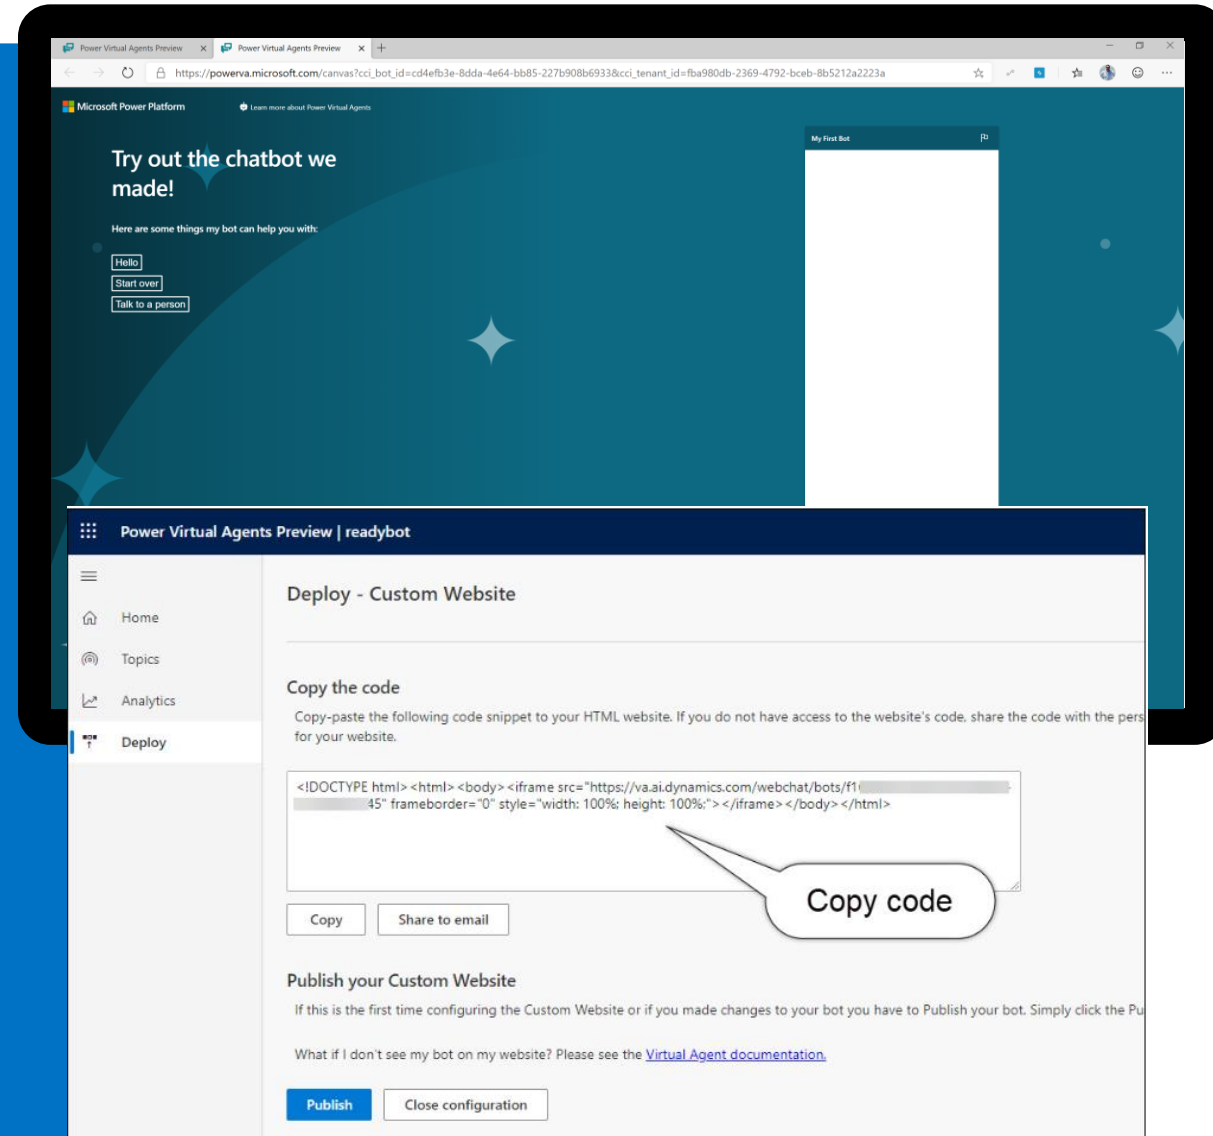 Power Virtual Agents Preview
Power Virtual Agents Preview
https://powerva.microsoft.com/canvas?cci_bot_id=cd4efb3e-8dda-4e64-bb85-227b908b6933&cci_tenant_id=fba980db-2369-4792-bceb-8b5212a2223a
Microsoft Power Platform
Learn more about Power Virtual Agents
My First Bot
Try out the chatbot we
made!
Here are some things my bot can help you with:
Hello
Start over
Talk to a person
Power Virtual Agents Preview | readybot
Home
Topics
Analytics
Deploy
Deploy - Custom Website
Copy the code
Copy-paste the following code snippet to your HTML website. If you do not have access to the website's code, share the code with the pers
for your website.
<!DOCTYPE html><html><body><iframe src="https://va.ai.dynamics.com/webchat/bots/f1
45" frameborder="0" style="width: 100%; height: 100%;"></iframe></body></html>
Copy code
Copy
Share to email
Publish your Custom Website
If this is the first time configuring the Custom Website or if you made changes to your bot you have to Publish your bot. Simply click the Pu
What if I don't see my bot on my website? Please see the Virtual Agent documentation.
Publish
Close configuration